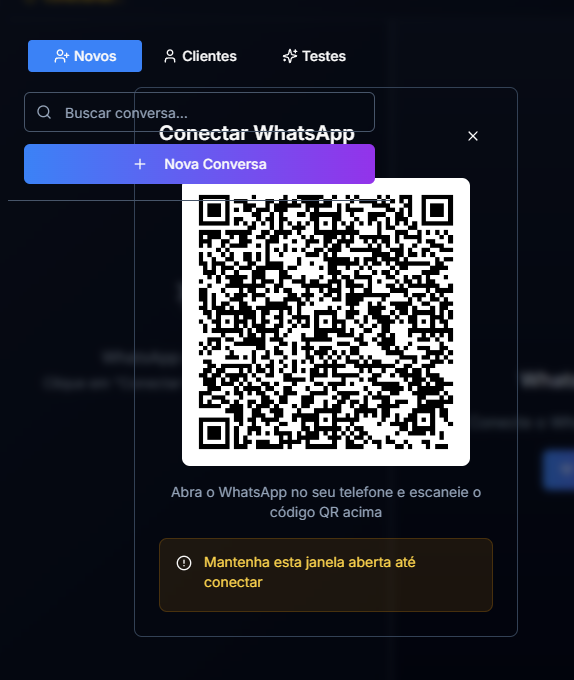 Novos
Clientes
Testes
Buscar conversa...
Conectar WhatsApp
Nova Conversa
Abra o WhatsApp no seu telefone e escaneie o
código QR acima
Mantenha esta janela aberta até
conectar